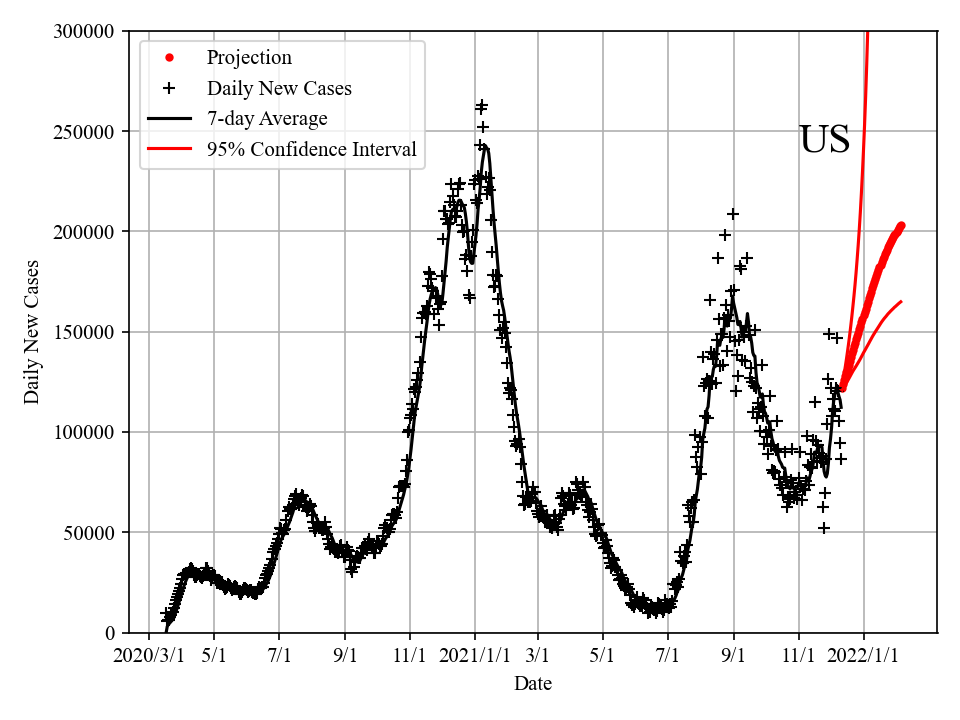 300000
250000
200000
150000
100000
50000
0
Daily New Cases
Projection
Daily New Cases
7-day Average
95% Confidence Interval
US
2020/3/1 5/1 7/1 9/1 11/1 2021/1/1 3/1 5/1 7/1 9/1 11/1 2022/1/1
Date